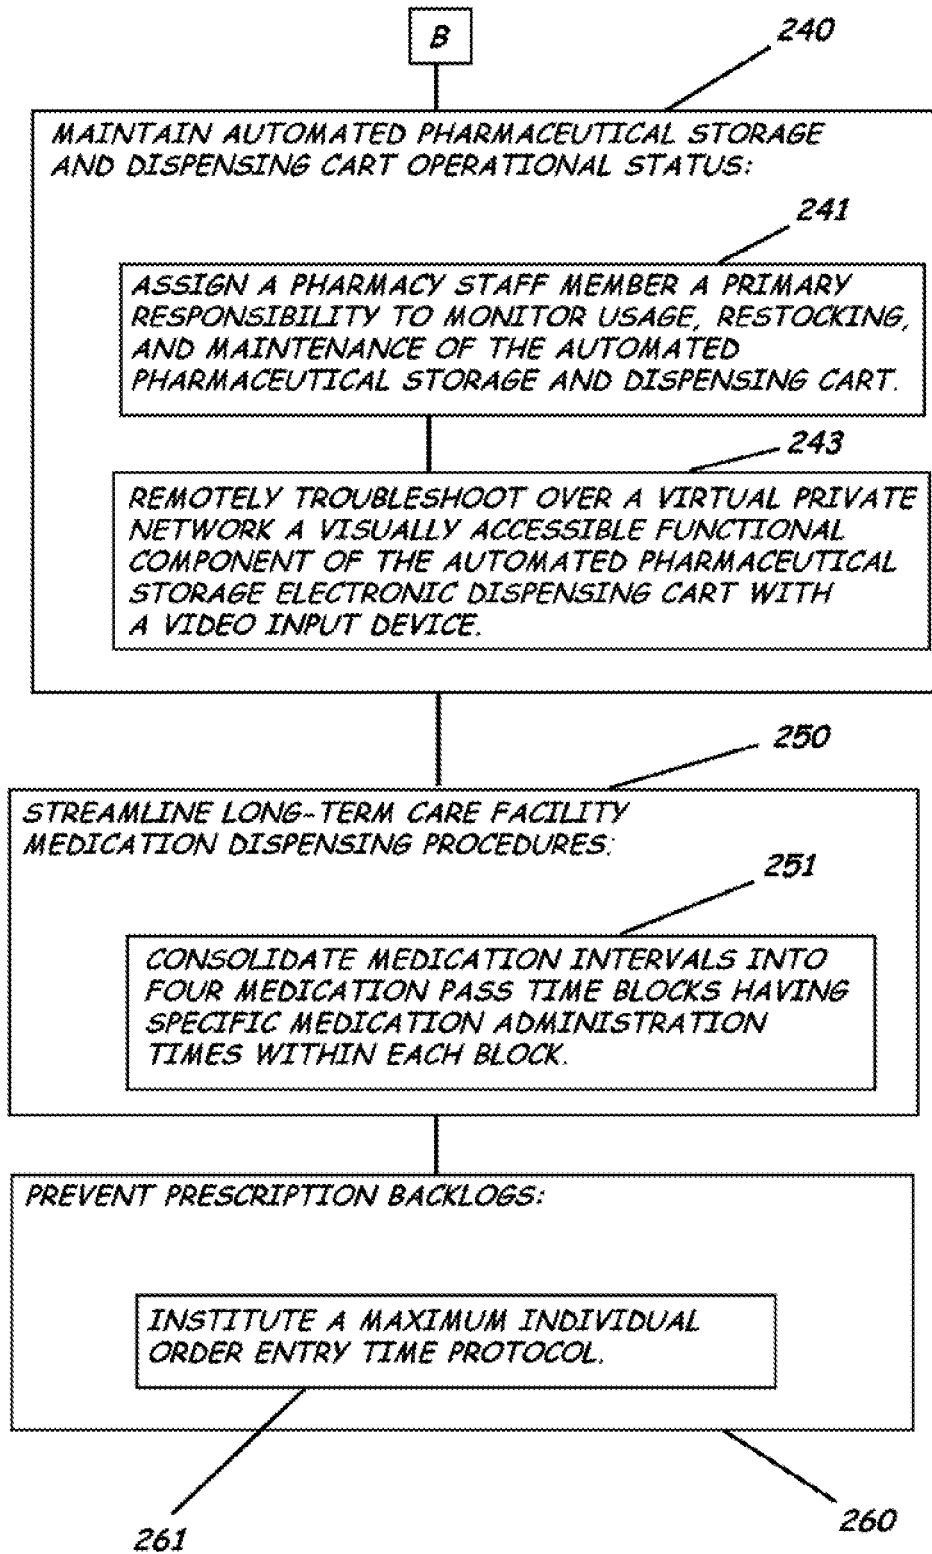 B
240
MAINTAIN AUTOMATED PHARMACEUTICAL STORAGE
AND DISPENSING CART OPERATIONAL STATUS:
241
ASSIGN A PHARMACY STAFF MEMBER A PRIMARY
RESPONSIBILITY TO MONITOR USAGE, RESTOCKING,
AND MAINTENANCE OF THE AUTOMATED
PHARMACEUTICAL STORAGE AND DISPENSING CART.
243
REMOTELY TROUBLESHOOT OVER A VIRTUAL PRIVATE
NETWORK A VISUALLY ACCESSIBLE FUNCTIONAL
COMPONENT OF THE AUTOMATED PHARMACEUTICAL
STORAGE ELECTRONIC DISPENSING CART WITH
A VIDEO INPUT DEVICE.
250
STREAMLINE LONG-TERM CARE FACILITY
MEDICATION DISPENSING PROCEDURES:
251
CONSOLIDATE MEDICATION INTERVALS INTO
FOUR MEDICATION PASS TIME BLOCKS HAVING
SPECIFIC MEDICATION ADMINISTRATION
TIMES WITHIN EACH BLOCK.
PREVENT PRESCRIPTION BACKLOGS:
INSTITUTE A MAXIMUM INDIVIDUAL
ORDER ENTRY TIME PROTOCOL.
261
260